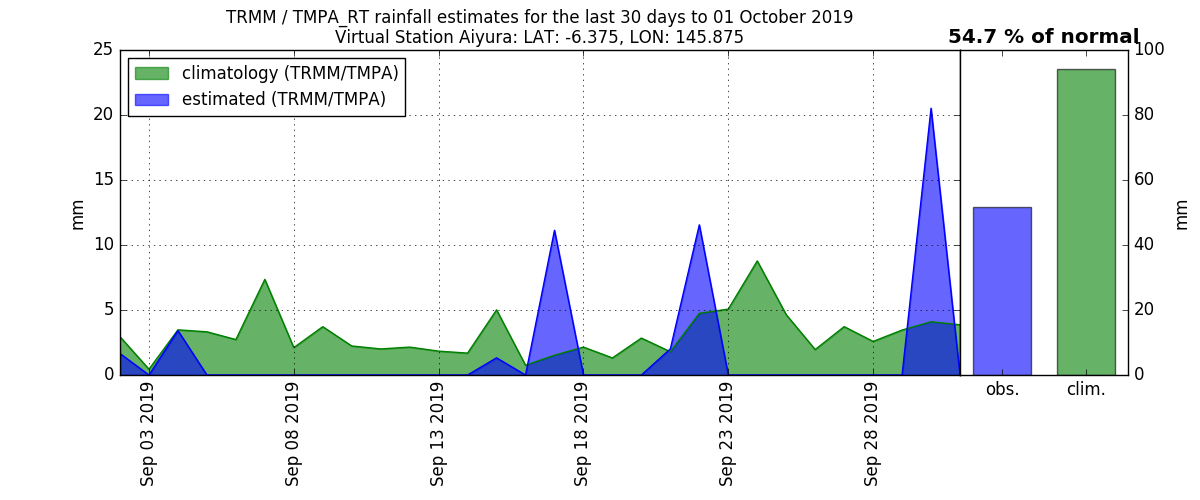 TRMM / TMPA_RT rainfall estimates for the last 30 days to 01 October 2019
Virtual Station Aiyura: LAT: -6.375, LON: 145.875
54.7 % of normal
climatology (TRMM/TMPA)
estimated (TRMM/TMPA)
25
20
15
10
5
0
mm
Sep 03 2019
Sep 08 2019
Sep 13 2019
Sep 18 2019
Sep 23 2019
Sep 28 2019
obs.
clim.
100
80
60
40
20
0
mm